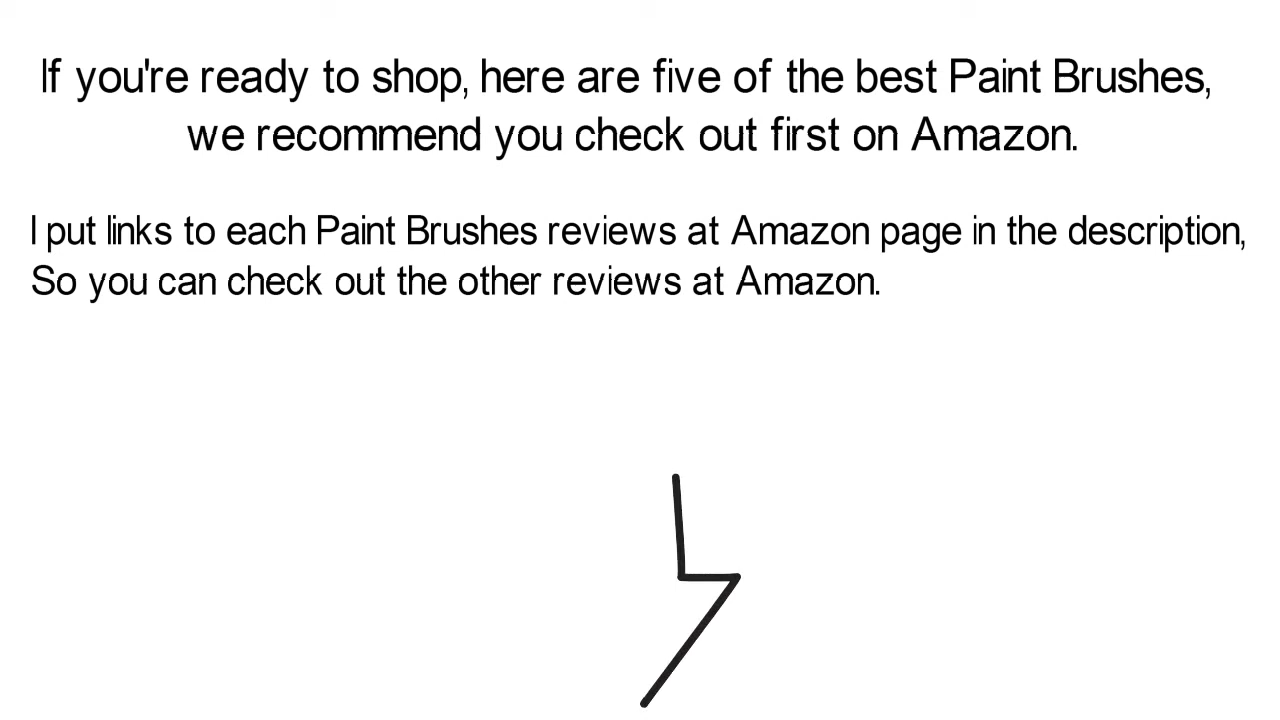 If you're ready to shop, here are five of the best Paint Brushes,
we recommend you check out first on Amazon.
I put links to each Paint Brushes reviews at Amazon page in the description,
So you can check out the other reviews at Amazon.